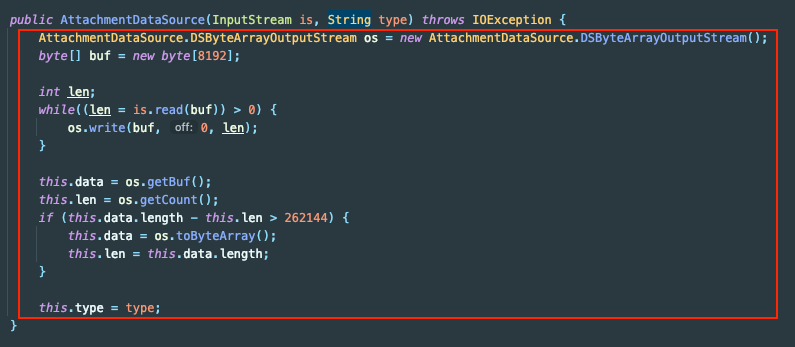 public AttachmentDataSource(InputStream is, String type) throws IOException {
AttachmentDataSource.DSByteArrayOutputStream os = new AttachmentDataSource.DSByteArrayOutputStream();
byte[] buf = new byte[8192];
int len;
while((len = is.read(buf)) > 0) {
os.write(buf, off: 0, len);
}
this.data = os.getBuf();
this.len = os.getCount();
if (this.data.length - this.len > 262144) {
this.data = os.toByteArray();
this.len = this.data.length;
}
this.type = type;
}